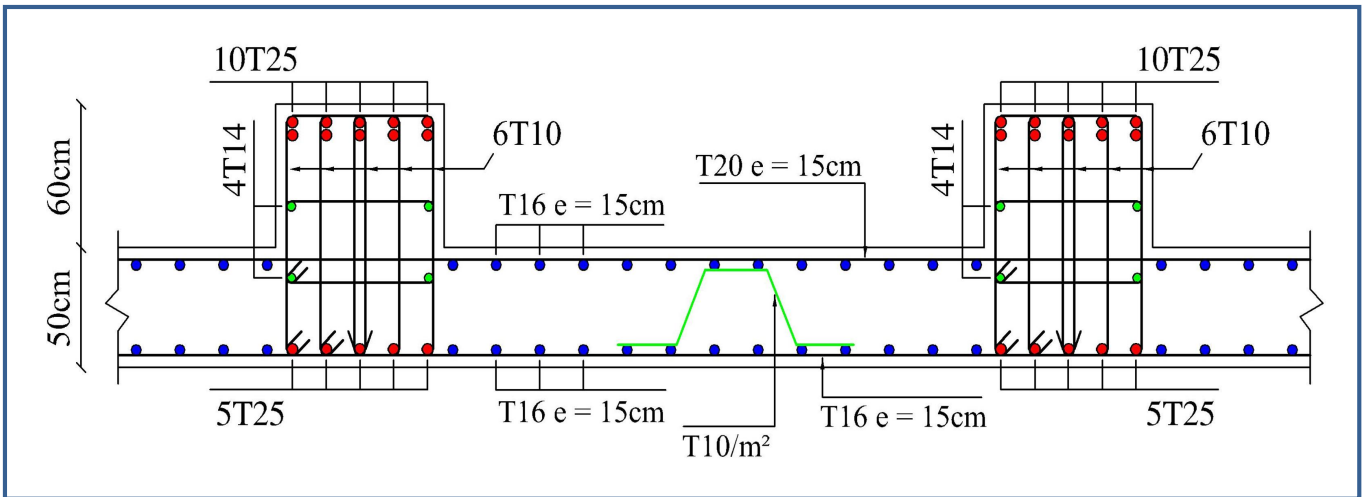 10T25
10T25
6T10
6T10
4T14
4T14
T20 e = 15cm
T16 e = 15cm
60cm
50cm
5T25
T16 e = 15cm
T10/m²
T16 e = 15cm
5T25